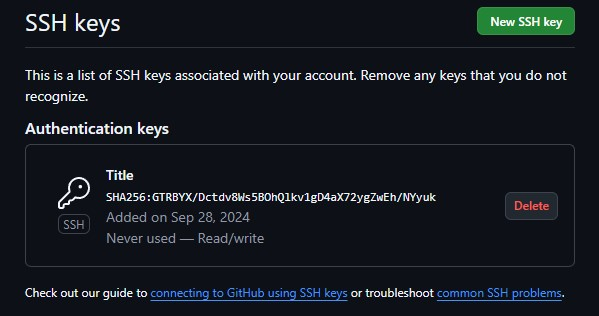 SSH keys
New SSH key
This is a list of SSH keys associated with your account. Remove any keys that you do not
recognize.
Authentication keys
Title
SHA256:GTRBYX/Dctdv8Ws5BOhQlkv1gD4aX72ygZwEh/NYyuk
SSH
Added on Sep 28, 2024
Never used — Read/write
Delete
Check out our guide to connecting to GitHub using SSH keys or troubleshoot common SSH problems.